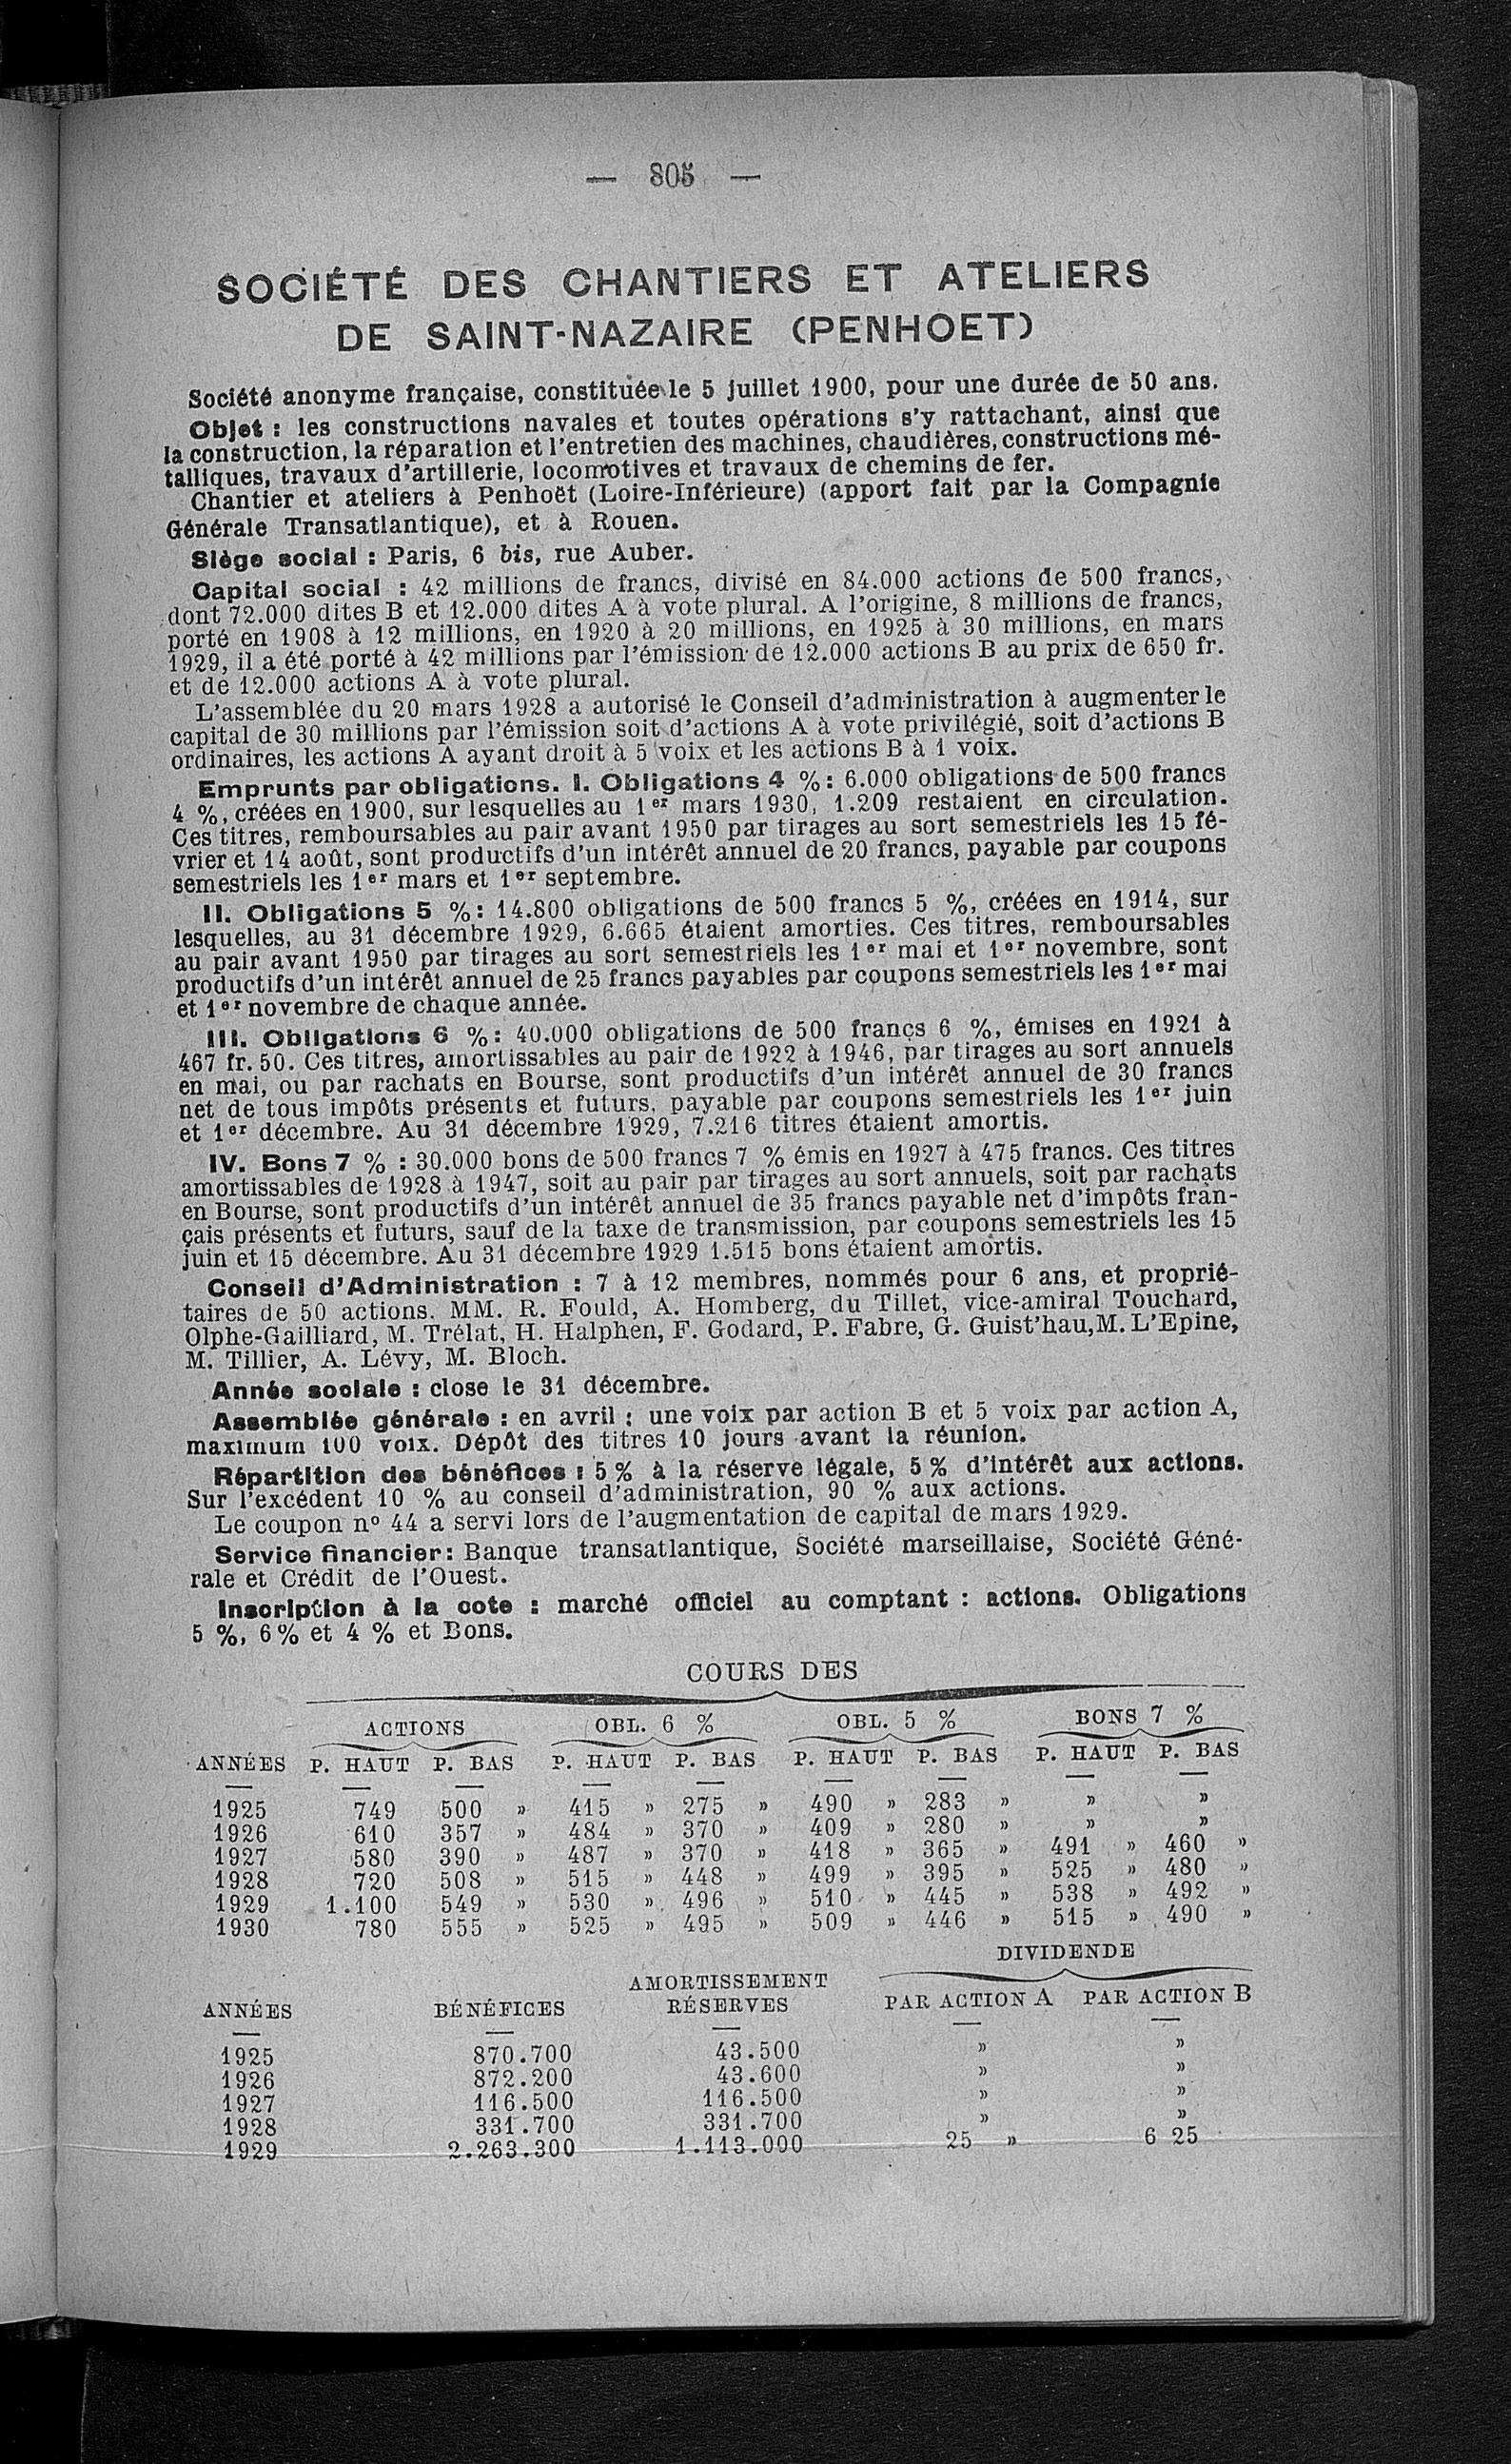 — 805 —
SOCIÉTÉ DES CHANTIERS ET ATELIERS
DE SAINT-NAZAIRE (PENHOET)
Société anonyme française, constituée le 5 juillet 1900, pour une durée de 50 ans.
Objet : les constructions navales et toutes opérations s'y rattachant, ainsi que
la construction, la réparation et l'entretien des machines, chaudières, constructions mé-
talliques, travaux d'artillerie, locomotives et travaux de chemins de fer.
Chantier et ateliers à Penhoët (Loire-Inférieure) (apport fait par la Compagnie
Générale Transatlantique), et à Rouen.
Siège social : Paris, 6 bis, rue Auber.
Capital social : 42 millions de francs, divisé en 84.000 actions de 500 francs,
dont 72.000 dites B et 12.000 dites A à vote plural. A l'origine, 8 millions de francs,
porté en 1908 à 12 millions, en 1920 à 20 millions, en 1925 à 30 millions, en mars
1929, il a été porté à 42 millions par l'émission de 12.000 actions B au prix de 650 fr.
et de 12.000 actions A à vote plural.
L'assemblée du 20 mars 1928 a autorisé le Conseil d'administration à augmenter le
capital de 30 millions par l'émission soit d'actions A à vote privilégié, soit d'actions B
ordinaires, les actions A ayant droit à 5 voix et les actions B à 1 voix.
Emprunts par obligations. I. Obligations 4 % : 6.000 obligations de 500 francs
4 %, créées en 1900, sur lesquelles au 1er mars 1930, 1.209 restaient en circulation.
Ces titres, remboursables au pair avant 1950 par tirages au sort semestriels les 15 fé-
vrier et 14 août, sont productifs d'un intérêt annuel de 20 francs, payable par coupons
semestriels les 1er mars et 1er septembre.
II. Obligations 5 % : 14.800 obligations de 500 francs 5 %, créées en 1914, sur
lesquelles, au 31 décembre 1929, 6.665 étaient amorties. Ces titres, remboursables
au pair avant 1950 par tirages au sort semestriels les 1er mai et 1er novembre, sont
productifs d'un intérêt annuel de 25 francs payables par coupons semestriels les 1er mai
et 1er novembre de chaque année.
III. Obligations 6 % : 40.000 obligations de 500 francs 6 %, émises en 1921 à
467 fr. 50. Ces titres, amortissables au pair de 1922 à 1946, par tirages au sort annuels
en mai, ou par rachats en Bourse, sont productifs d'un intérêt annuel de 30 francs
net de tous impôts présents et futurs, payable par coupons semestriels les 1er juin
et 1er décembre. Au 31 décembre 1929, 7.216 titres étaient amortis.
IV. Bons 7 % : 30.000 bons de 500 francs 7 % émis en 1927 à 475 francs. Ces titres
amortissables de 1928 à 1947, soit au pair par tirages au sort annuels, soit par rachats
en Bourse, sont productifs d'un intérêt annuel de 35 francs payable net d'impôts fran-
çais présents et futurs, sauf de la taxe de transmission, par coupons semestriels les 15
juin et 15 décembre. Au 31 décembre 1929 1.515 bons étaient amortis.
Conseil d'Administration : 7 à 12 membres, nommés pour 6 ans, et proprié-
taires de 50 actions. MM. R. Fould, A. Homberg, du Tillet, vice-amiral Touchard,
Olphe-Gailliard, M. Trélat, H. Halphen, F. Godard, P. Fabre, G. Guist'hau, M. L'Epine,
M. Tillier, A. Lévy, M. Bloch.
Année sociale : close le 31 décembre.
Assemblée générale : en avril ; une voix par action B et 5 voix par action A,
maximum 100 voix. Dépôt des titres 10 jours avant la réunion.
Répartition des bénéfices : 5 % à la réserve légale, 5 % d'intérêt aux actions.
Sur l'excédent 10 % au conseil d'administration, 90 % aux actions.
Le coupon n° 44 a servi lors de l'augmentation de capital de mars 1929.
Service financier : Banque transatlantique, Société marseillaise, Société Géné-
rale et Crédit de l'Ouest.
Inscription à la cote : marché officiel au comptant : actions. Obligations
5 %, 6 % et 4 % et Bons.
COURS DES
ACTIONS OBL. 6 % OBL. 5 % BONS 7 %
ANNÉES P. HAUT P. BAS P. HAUT P. BAS P. HAUT P. BAS P. HAUT P. BAS
1925 749 500 » 415 » 275 » 490 » 283 » » »
1926 610 357 » 484 » 370 » 409 » 280 » » »
1927 580 390 » 487 » 370 » 418 » 365 » 491 » 460 »
1928 720 508 » 515 » 448 » 499 » 395 » 525 » 480 »
1929 1.100 549 » 530 » 496 » 510 » 445 » 538 » 492 »
1930 780 555 » 525 » 495 » 509 » 446 » 515 » 490 »
DIVIDENDE
AMORTISSEMENT
ANNÉES BÉNÉFICES RÉSERVES PAR ACTION A PAR ACTION B
1925 870.700 43.500 » »
1926 872.200 43.600 » »
1927 116.500 116.500 » »
1928 331.700 331.700 » »
1929 2.263.300 1.113.000 25 » 6 25